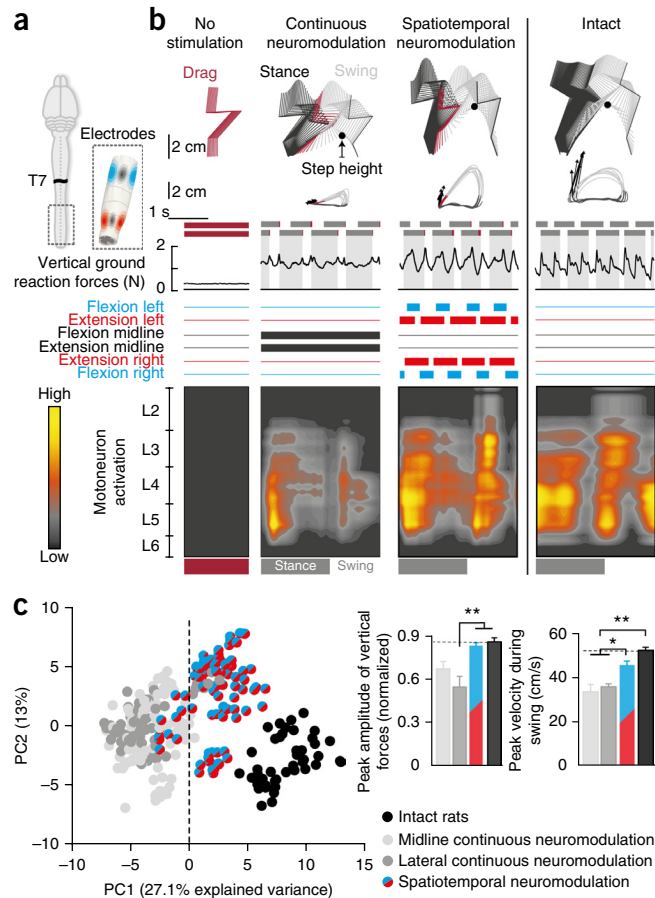 a
b
No stimulation
Continuous neuromodulation
Spatiotemporal neuromodulation
Intact
Drag
Stance
Swing
Electrodes
T7
2 cm
Step height
2 cm
1 s
2
0
Vertical ground reaction forces (N)
Flexion left
Extension left
Flexion midline
Extension midline
Extension right
Flexion right
High
Low
Motoneuron activation
L2
L3
L4
L5
L6
Stance
Swing
c
10
5
0
−5
−10
PC2 (13%)
−10
−5
0
5
10
15
PC1 (27.1% explained variance)
Peak amplitude of vertical forces (normalized)
0.9
0.6
0.3
0
**
Peak velocity during swing (cm/s)
60
40
20
0
**
*
Intact rats
Midline continuous neuromodulation
Lateral continuous neuromodulation
Spatiotemporal neuromodulation